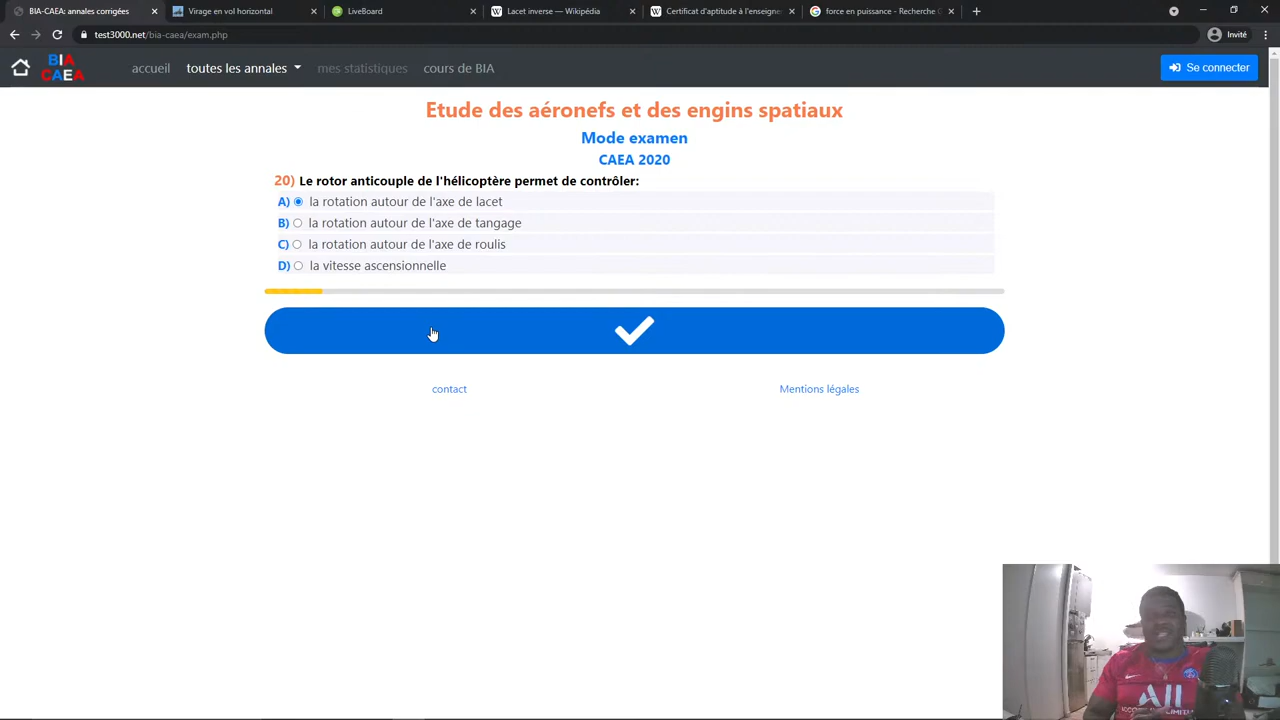 BIA-CAEA: annales corrigées
Virage en vol horizontal
LiveBoard
Lacet inverse — Wikipédia
Certificat d'aptitude à l'enseigne
force en puissance - Recherche
test3000.net/bia-caea/exam.php
Invité
BIA
CAEA
accueil
toutes les annales
mes statistiques
cours de BIA
Se connecter
Etude des aéronefs et des engins spatiaux
Mode examen
CAEA 2020
20) Le rotor anticouple de l'hélicoptère permet de contrôler:
A) la rotation autour de l'axe de lacet
B) la rotation autour de l'axe de tangage
C) la rotation autour de l'axe de roulis
D) la vitesse ascensionnelle
contact
Mentions légales
ALL